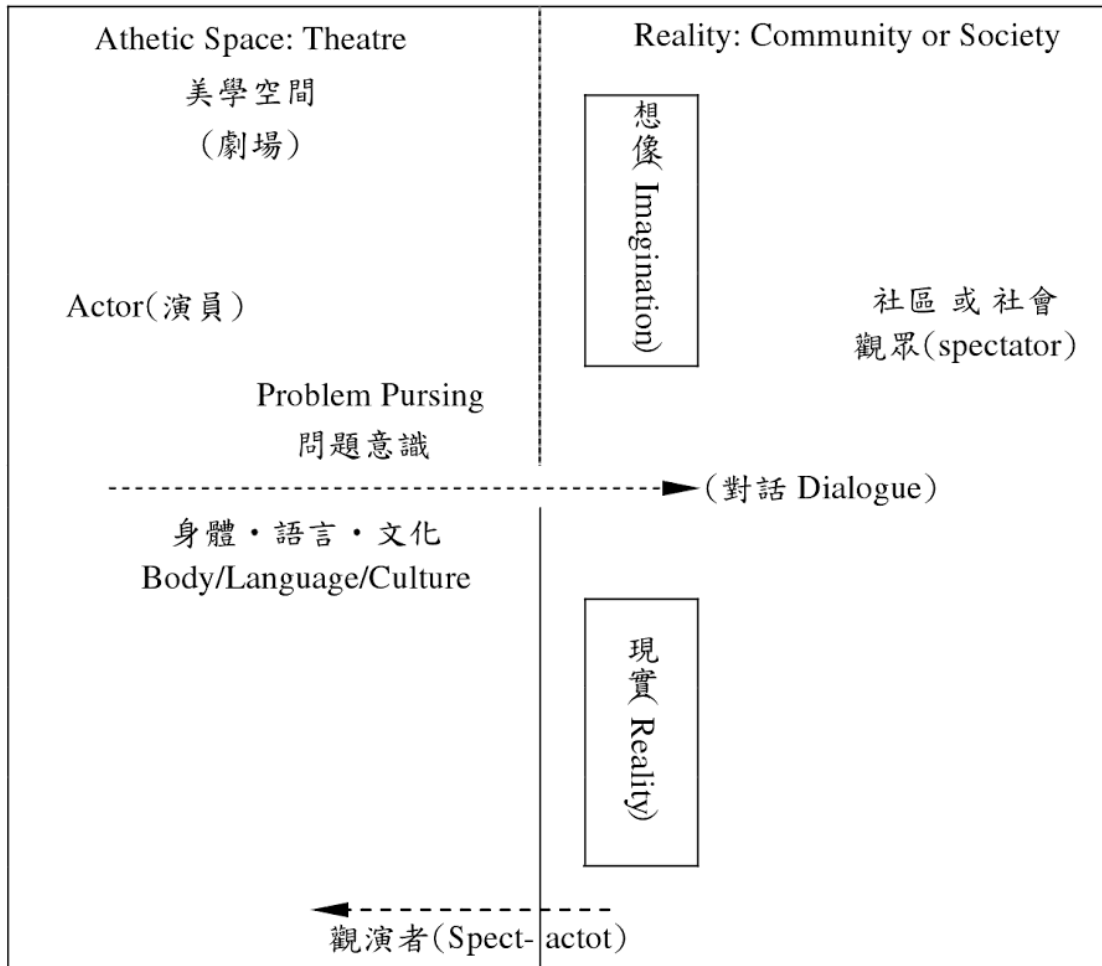 Athetic Space: Theatre
美學空間
(劇場)
Reality: Community or Society
想像(Imagination)
Actor(演員)
社區 或 社會
觀眾(spectator)
Problem Pursing
問題意識
(對話 Dialogue)
身體・語言・文化
Body/Language/Culture
現實(Reality)
觀演者(Spect- actot)